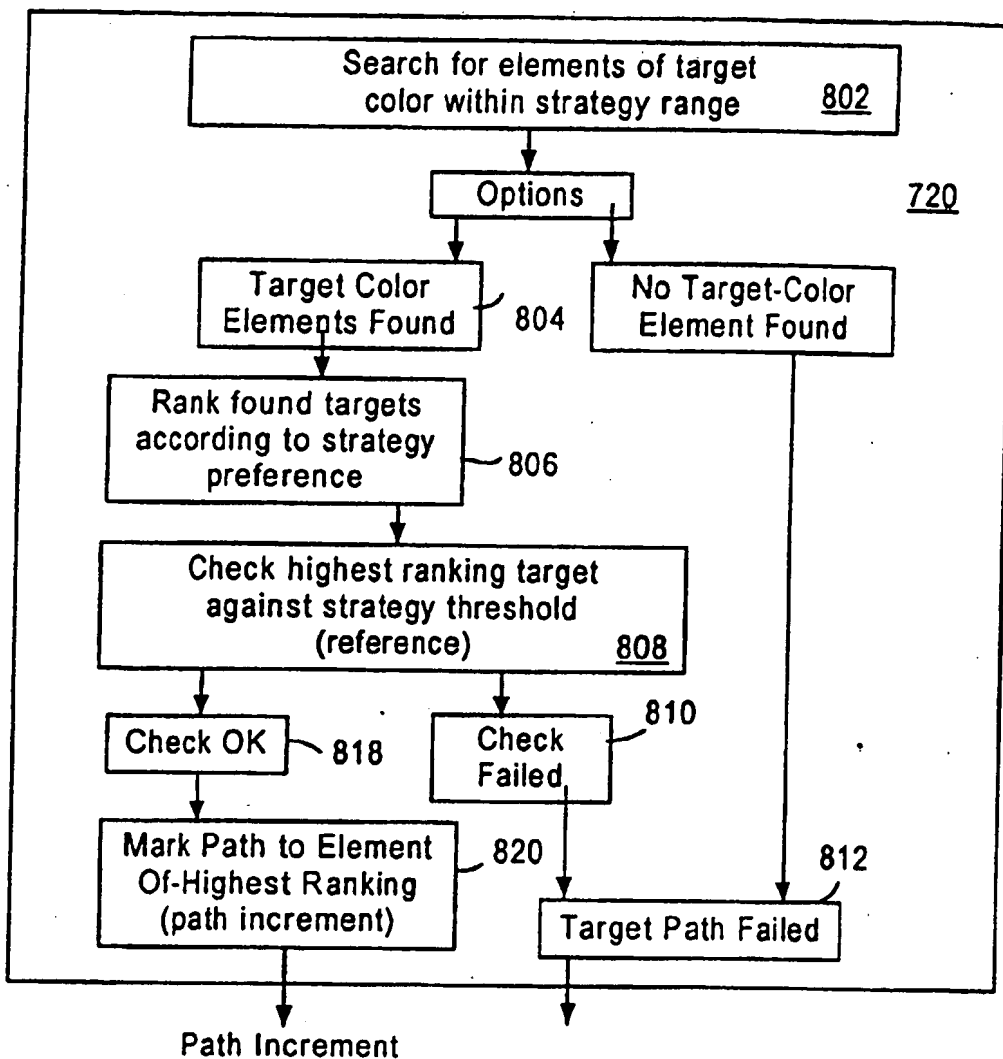 Search for elements of target
color within strategy range
802
Options
720
Target Color
Elements Found
804
No Target-Color
Element Found
Rank found targets
according to strategy
preference
806
Check highest ranking target
against strategy threshold
(reference)
808
Check OK
818
Check
Failed
810
Mark Path to Element
Of-Highest Ranking
(path increment)
820
812
Target Path Failed
Path Increment